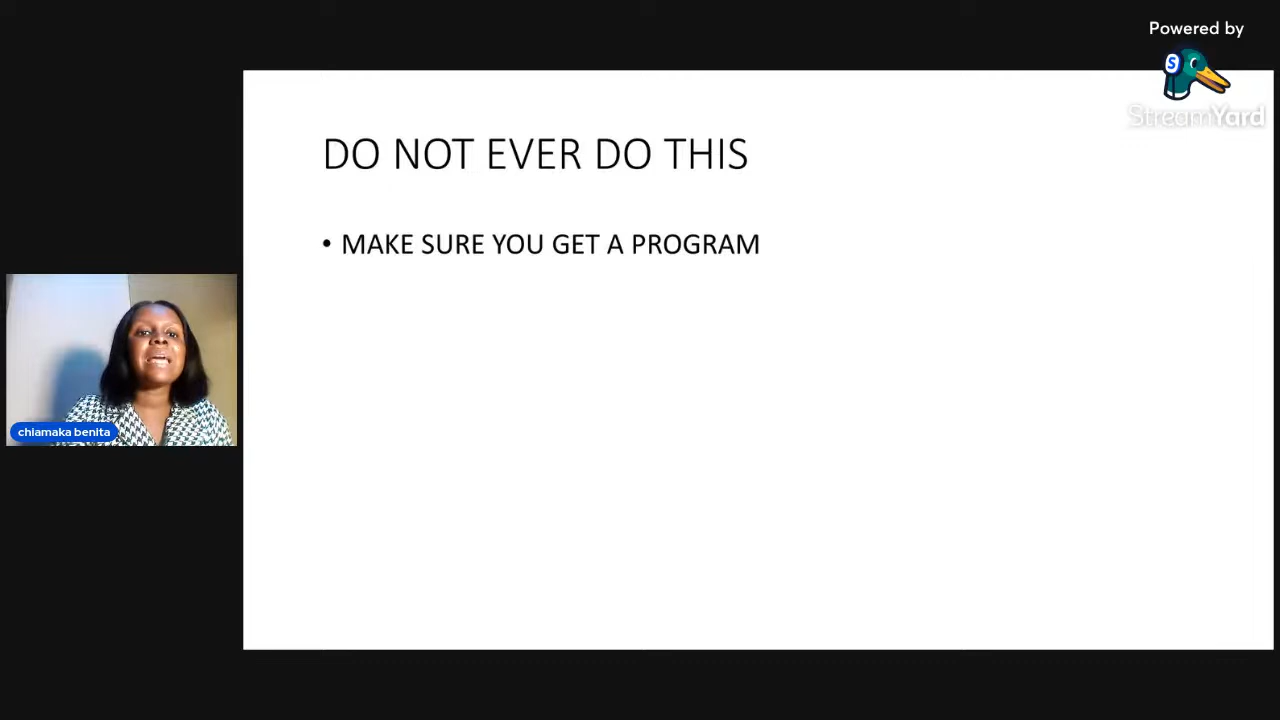 Powered by
S
StreamYard
DO NOT EVER DO THIS
• MAKE SURE YOU GET A PROGRAM
chiamaka benita